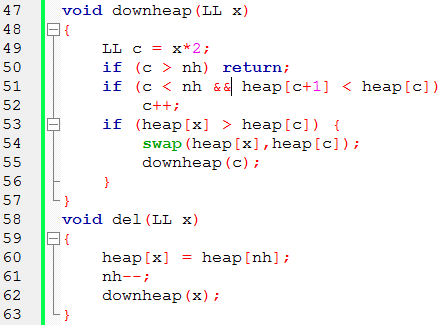 47 void downheap(LL x)
48 {
49     LL c = x*2;
50     if (c > nh) return;
51     if (c < nh && heap[c+1] < heap[c])
52         c++;
53     if (heap[x] > heap[c]) {
54         swap(heap[x],heap[c]);
55         downheap(c);
56     }
57 }
58 void del(LL x)
59 {
60     heap[x] = heap[nh];
61     nh--;
62     downheap(x);
63 }